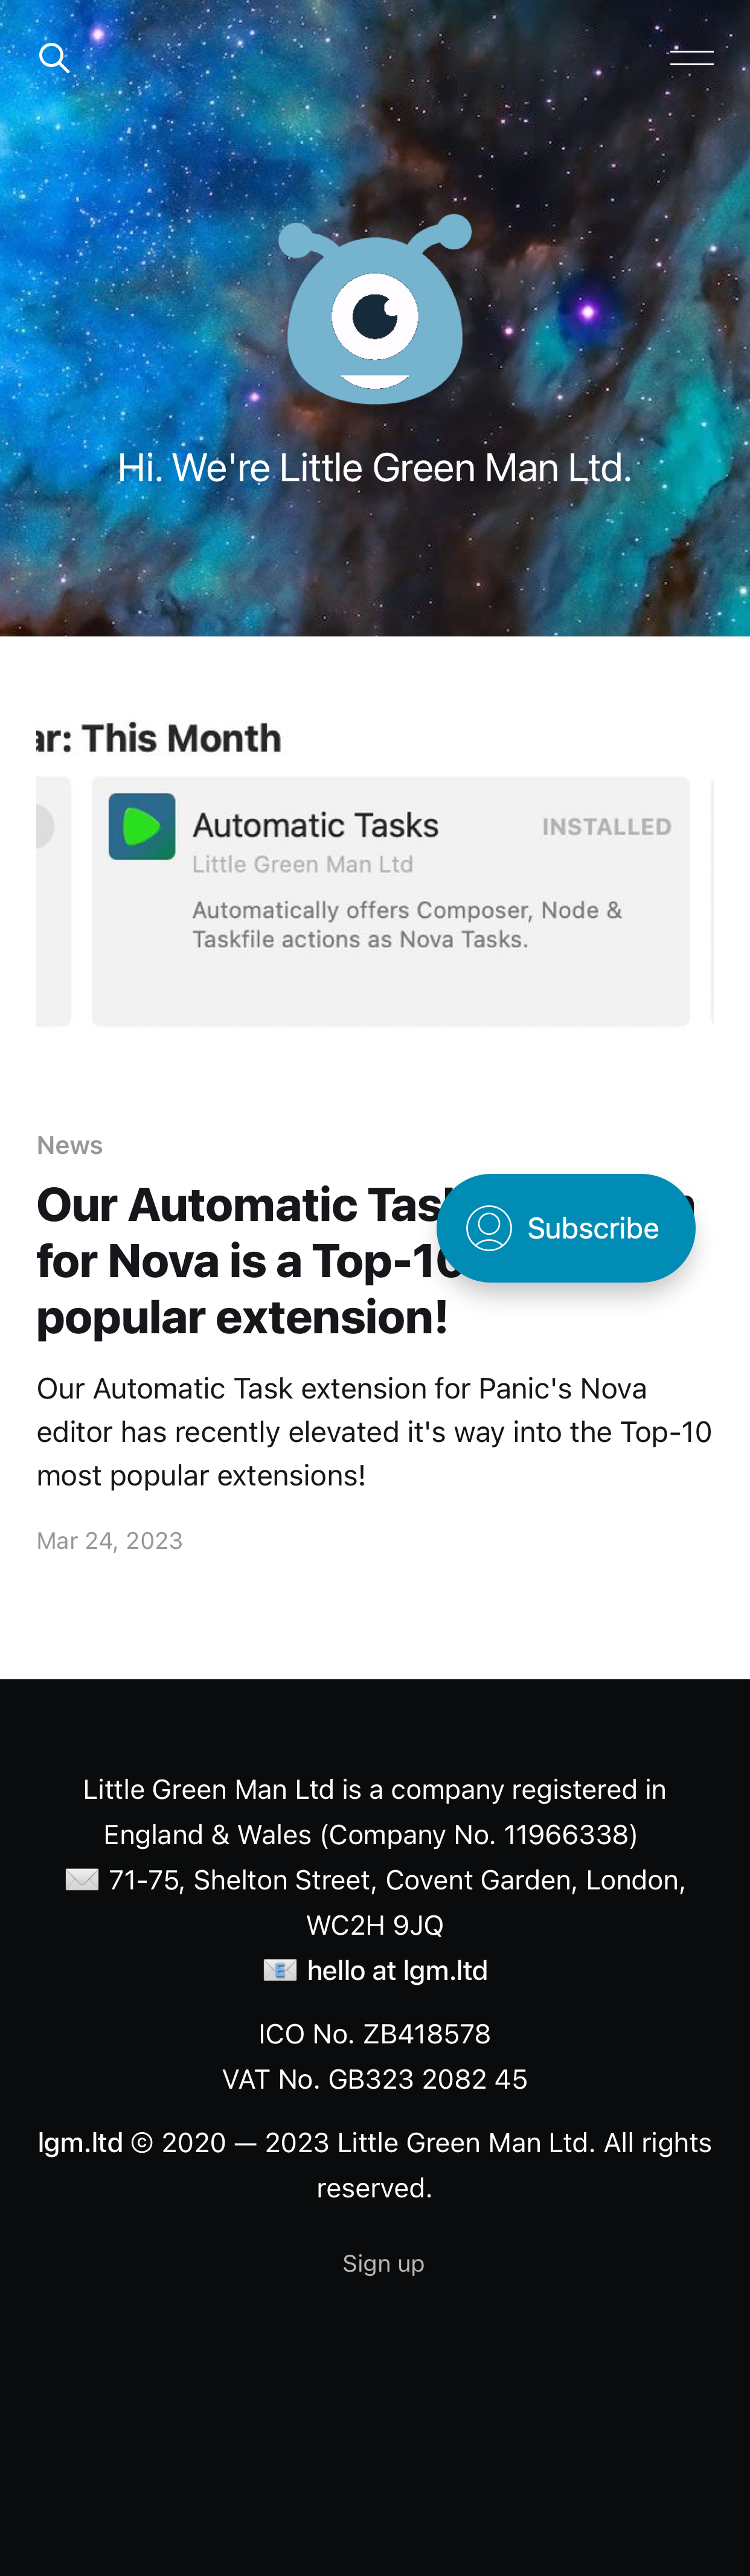 Hi. We're Little Green Man Ltd.
ar: This Month
Automatic Tasks
INSTALLED
Little Green Man Ltd
Automatically offers Composer, Node &
Taskfile actions as Nova Tasks.
News
Our Automatic
for Nova is a
popular extension!
Subscribe
Our Automatic Task extension for Panic's Nova
editor has recently elevated it's way into the Top-10
most popular extensions!
Mar 24, 2023
Little Green Man Ltd is a company registered in
England & Wales (Company No. 11966338)
71-75, Shelton Street, Covent Garden, London,
WC2H 9JQ
hello at lgm.ltd
ICO No. ZB418578
VAT No. GB323 2082 45
lgm.ltd © 2020 — 2023 Little Green Man Ltd. All rights
reserved.
Sign up